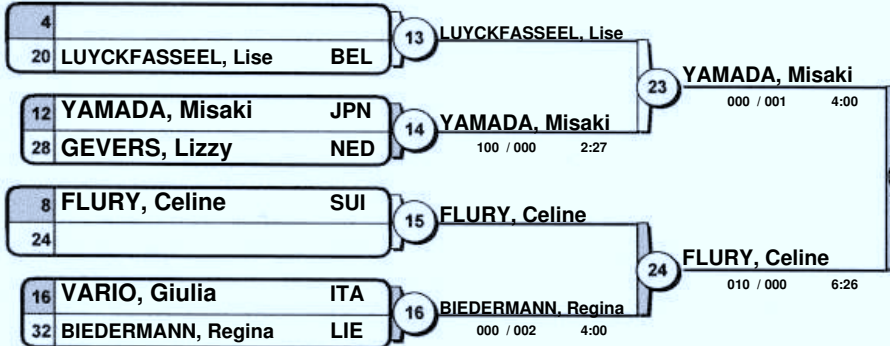 4
20 LUYCKFASSEEL, Lise BEL
13 LUYCKFASSEEL, Lise
12 YAMADA, Misaki JPN
28 GEVERS, Lizzy NED
14 YAMADA, Misaki
100 / 000 2:27
23 YAMADA, Misaki
000 / 001 4:00
8 FLURY, Celine SUI
24
15 FLURY, Celine
16 VARIO, Giulia ITA
32 BIEDERMANN, Regina LIE
16 BIEDERMANN, Regina
000 / 002 4:00
24 FLURY, Celine
010 / 000 6:26